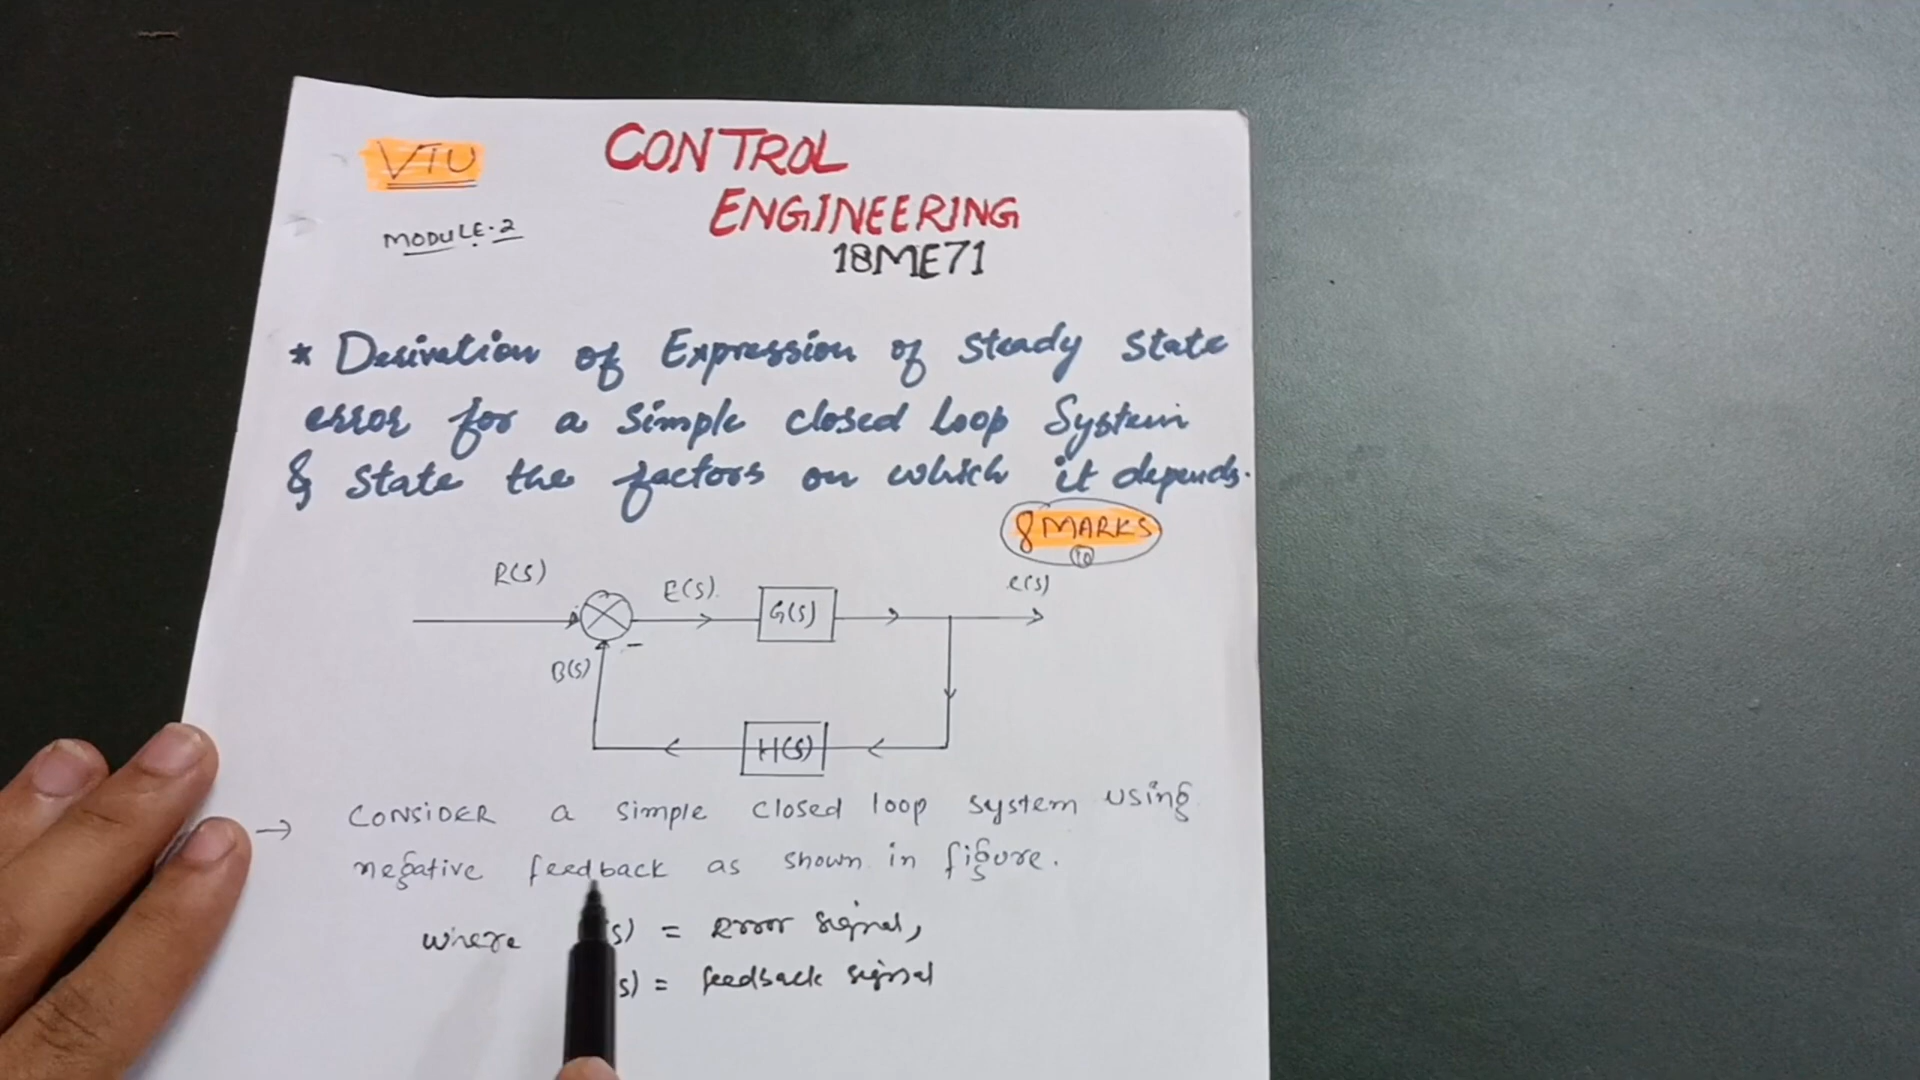 VTU
CONTROL
ENGINEERING
MODULE-2
18ME71
* Derivation of Expression of steady state
error for a simple closed loop system
& state the factors on which it depends.
8 MARKS
10
R(s)
E(s)
G(s)
C(s)
-
B(s)
H(s)
→ CONSIDER a simple closed loop system using
negative feedback as shown in figure.
where (s) = error signal,
(s) = feedback signal